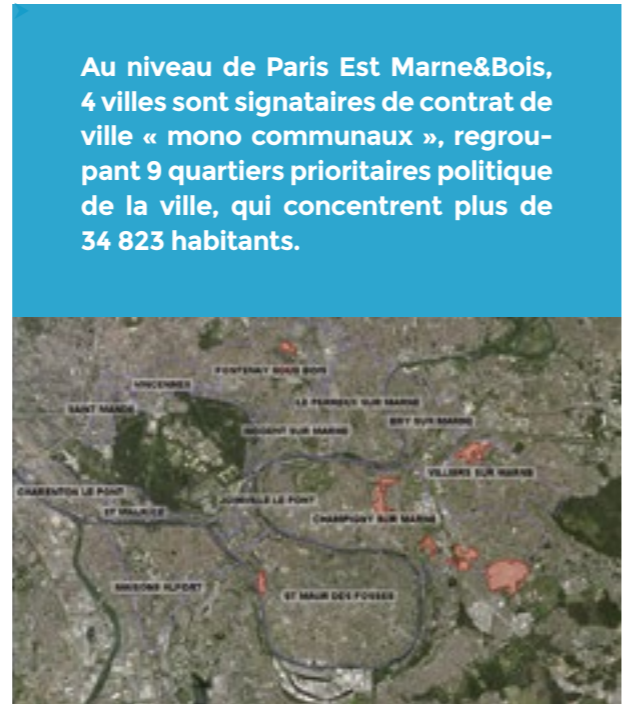 Au niveau de Paris Est Marne&Bois,
4 villes sont signataires de contrat de
ville « mono communaux », regrou-
pant 9 quartiers prioritaires politique
de la ville, qui concentrent plus de
34 823 habitants.
FONTENAY SOUS BOIS
VINCENNES
LE PERREUX SUR MARNE
SAINT MANDE
BRY SUR MARNE
NOGENT SUR MARNE
VILLIERS SUR MARNE
CHARENTON LE PONT
JOINVILLE LE PONT
ST MAURICE
CHAMPIGNY SUR MARNE
MAISONS ALFORT
ST MAUR DES FOSSES